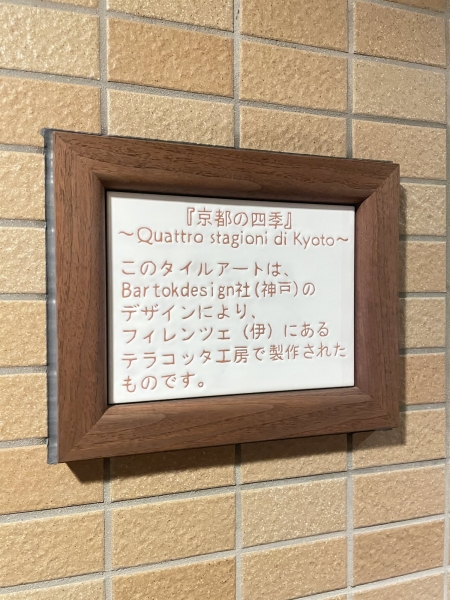 『京都の四季』
～Quattro stagioni di Kyoto～
このタイルアートは、
Bartokdesign社(神戸)の
デザインにより、
フィレンツェ（伊）にある
テラコッタ工房で製作された
ものです。